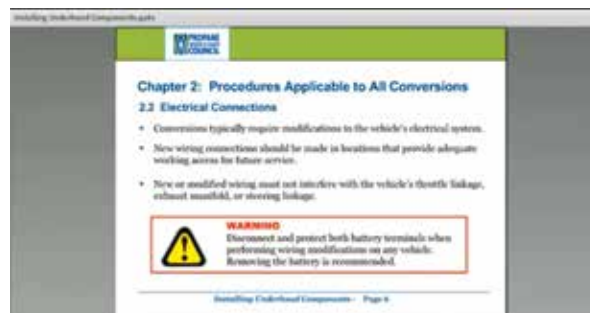 Installing Underhood Components.pptx
PROPANE
COUNCIL
Chapter 2: Procedures Applicable to All Conversions
2.2 Electrical Connections
• Conversions typically require modifications to the vehicle's electrical system.
• New wiring connections should be made in locations that provide adequate
working access for future service.
• New or modified wiring must not interfere with the vehicle's throttle linkage,
exhaust manifold, or steering linkage.
WARNING
Disconnect and protect both battery terminals when
performing wiring modifications on any vehicle.
Removing the battery is recommended.
Installing Underhood Components - Page 6